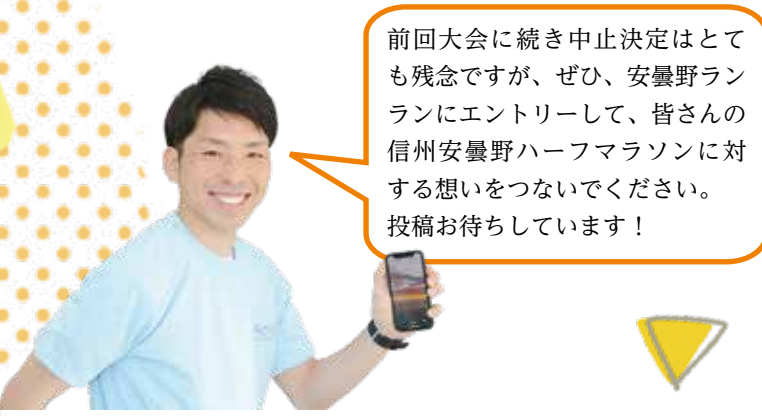 前回大会に続き中止決定はとて
も残念ですが、ぜひ、安曇野ラン
ランにエントリーして、皆さんの
信州安曇野ハーフマラソンに対
する想いをつないでください。
投稿お待ちしています！